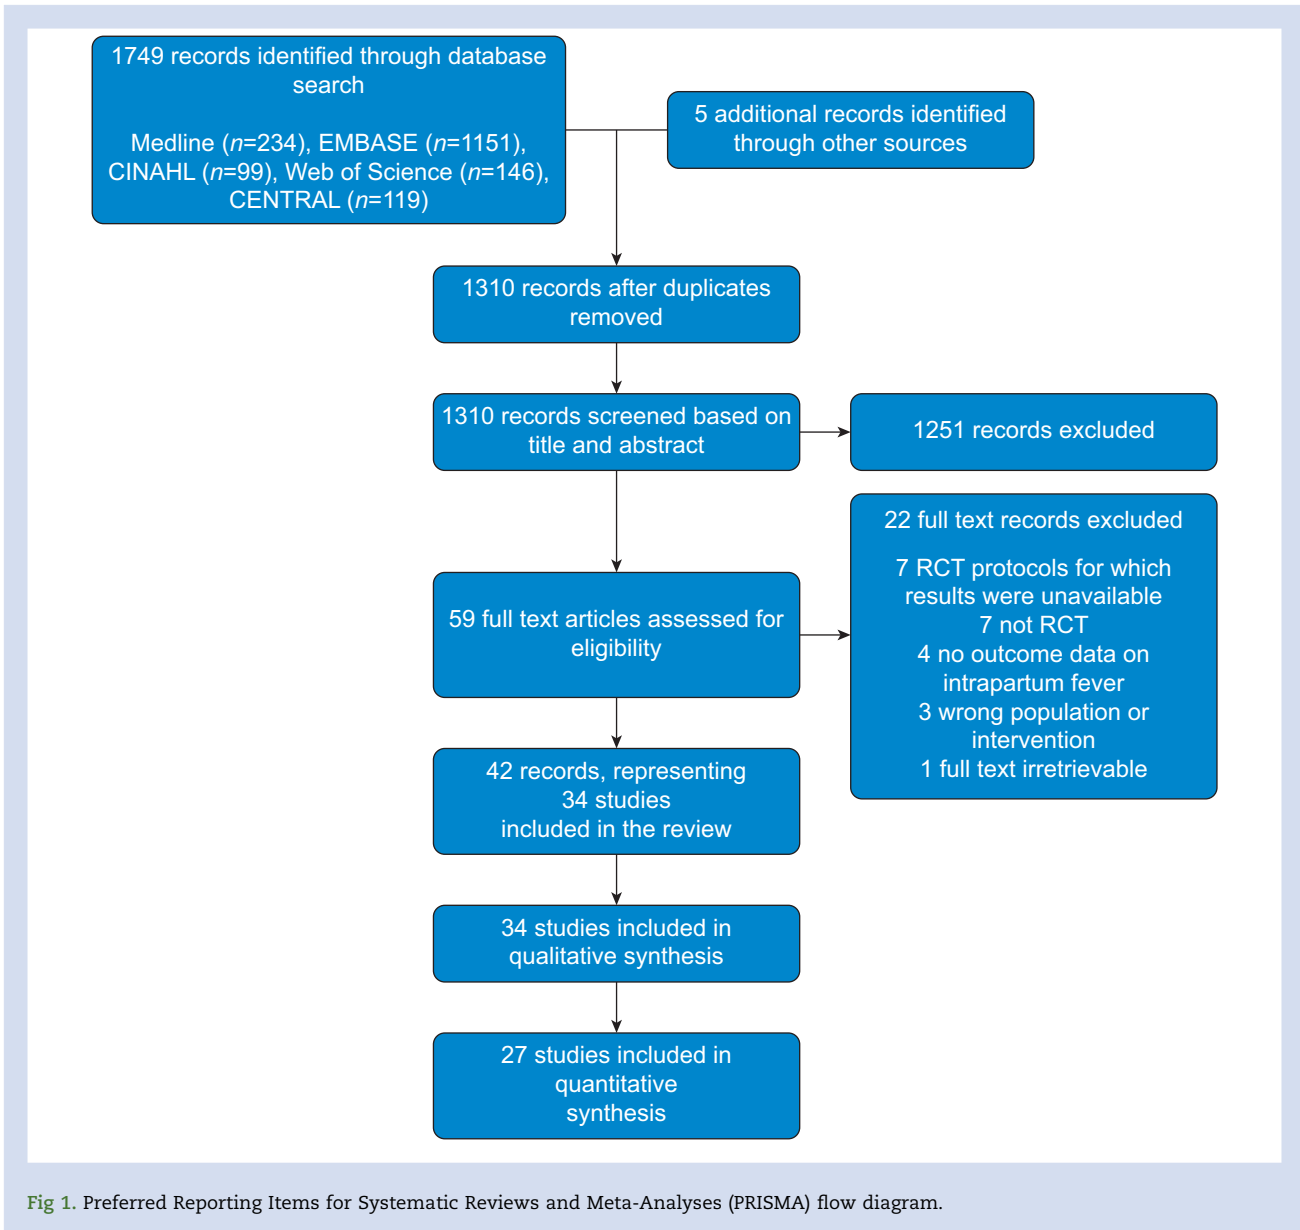 1749 records identified through database
search
Medline (n=234), EMBASE (n=1151),
CINAHL (n=99), Web of Science (n=146),
CENTRAL (n=119)
5 additional records identified
through other sources
1310 records after duplicates
removed
1310 records screened based on
title and abstract
1251 records excluded
59 full text articles assessed for
eligibility
22 full text records excluded
7 RCT protocols for which
results were unavailable
7 not RCT
4 no outcome data on
intrapartum fever
3 wrong population or
intervention
1 full text irretrievable
42 records, representing
34 studies
included in the review
34 studies included in
qualitative synthesis
27 studies included in
quantitative
synthesis
Fig 1. Preferred Reporting Items for Systematic Reviews and Meta-Analyses (PRISMA) flow diagram.